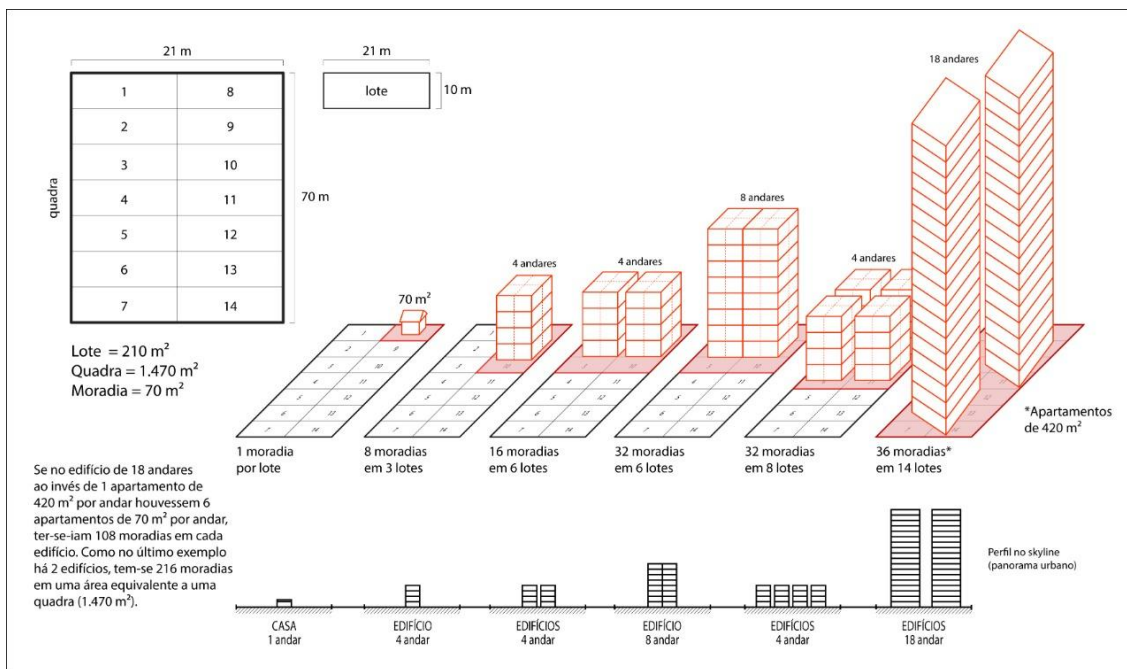 21 m
21 m
18 andares
1 8
lote
10 m
2 9
3 10
quadra
4 11
70 m
8 andares
5 12
6 13
4 andares
4 andares
4 andares
7 14
70 m²
Lote = 210 m²
Quadra = 1.470 m²
Moradia = 70 m²
*Apartamentos
de 420 m²
1 moradia
por lote
8 moradias
em 3 lotes
16 moradias
em 6 lotes
32 moradias
em 6 lotes
32 moradias
em 8 lotes
36 moradias*
em 14 lotes
Se no edifício de 18 andares
ao invés de 1 apartamento de
420 m² por andar houvessem 6
apartamentos de 70 m² por andar,
ter-se-iam 108 moradias em cada
edifício. Como no último exemplo
há 2 edifícios, tem-se 216 moradias
em uma área equivalente a uma
quadra (1.470 m²).
Perfil no skyline
(panorama urbano)
CASA
1 andar
EDIFÍCIO
4 andar
EDIFÍCIOS
4 andar
EDIFÍCIO
8 andar
EDIFÍCIOS
4 andar
EDIFÍCIOS
18 andar